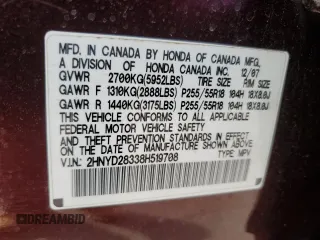 MFD. IN CANADA BY HONDA OF CANADA MFG.,
A DIVISION OF HONDA CANADA INC. 12/07
GVWR 2700KG(5952LBS) TIRE SIZE RIM SIZE
GAWR F 1310KG(2888LBS) P255/55R18 104H 18X8.0J
GAWR R 1440KG(3175LBS) P255/55R18 104H 18X8.0J
THIS VEHICLE CONFORMS TO ALL APPLICABLE
FEDERAL MOTOR VEHICLE SAFETY AND
THEFT PREVENTION STANDARDS IN EFFECT ON
THE DATE OF MANUFACTURE SHOWN ABOVE.
V.I.N: 2HNYD28338H519708 TYPE: MPV
DREAMBID